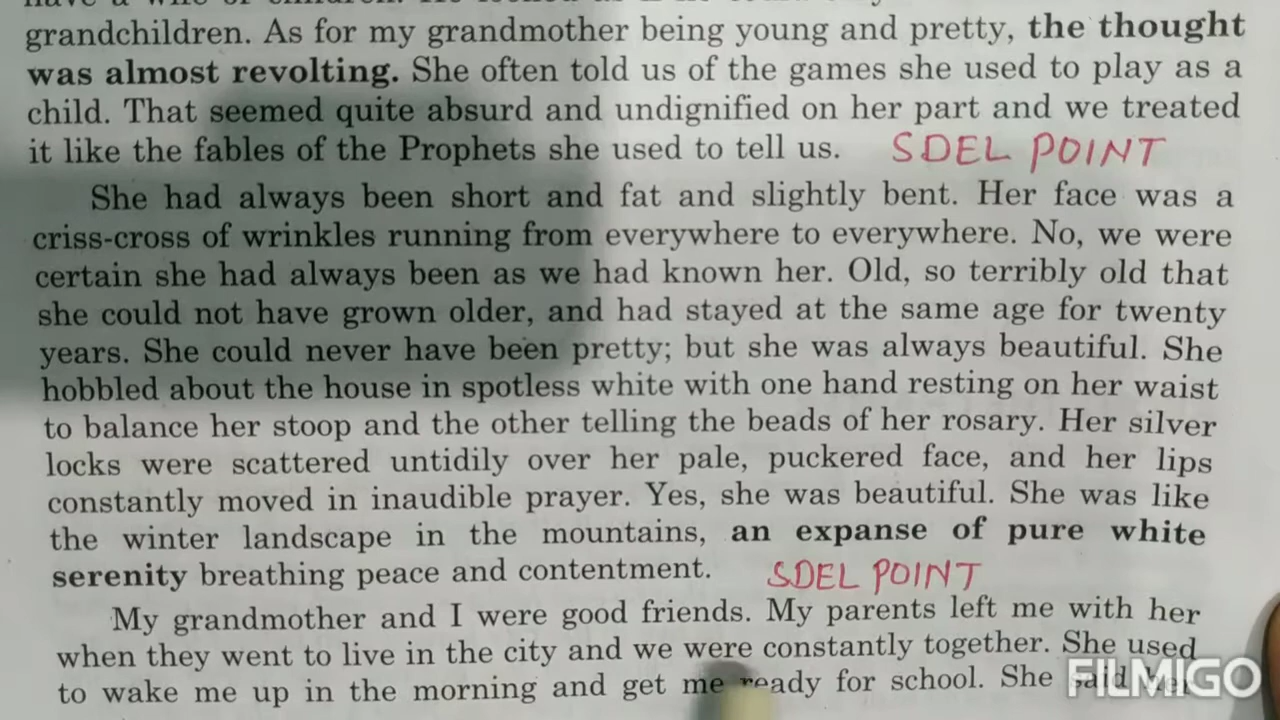 grandchildren. As for my grandmother being young and pretty, the thought
was almost revolting. She often told us of the games she used to play as a
child. That seemed quite absurd and undignified on her part and we treated
it like the fables of the Prophets she used to tell us. SDEL POINT
She had always been short and fat and slightly bent. Her face was a
criss-cross of wrinkles running from everywhere to everywhere. No, we were
certain she had always been as we had known her. Old, so terribly old that
she could not have grown older, and had stayed at the same age for twenty
years. She could never have been pretty; but she was always beautiful. She
hobbled about the house in spotless white with one hand resting on her waist
to balance her stoop and the other telling the beads of her rosary. Her silver
locks were scattered untidily over her pale, puckered face, and her lips
constantly moved in inaudible prayer. Yes, she was beautiful. She was like
the winter landscape in the mountains, an expanse of pure white
serenity breathing peace and contentment. SDEL POINT
My grandmother and I were good friends. My parents left me with her
when they went to live in the city and we were constantly together. She used
to wake me up in the morning and get me ready for school. She said her
FILMIGO